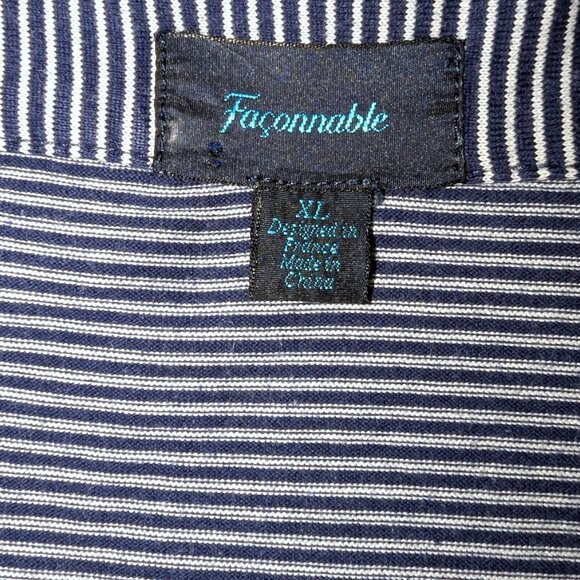 Façonnable
XL
Designed in
France
Made in
China